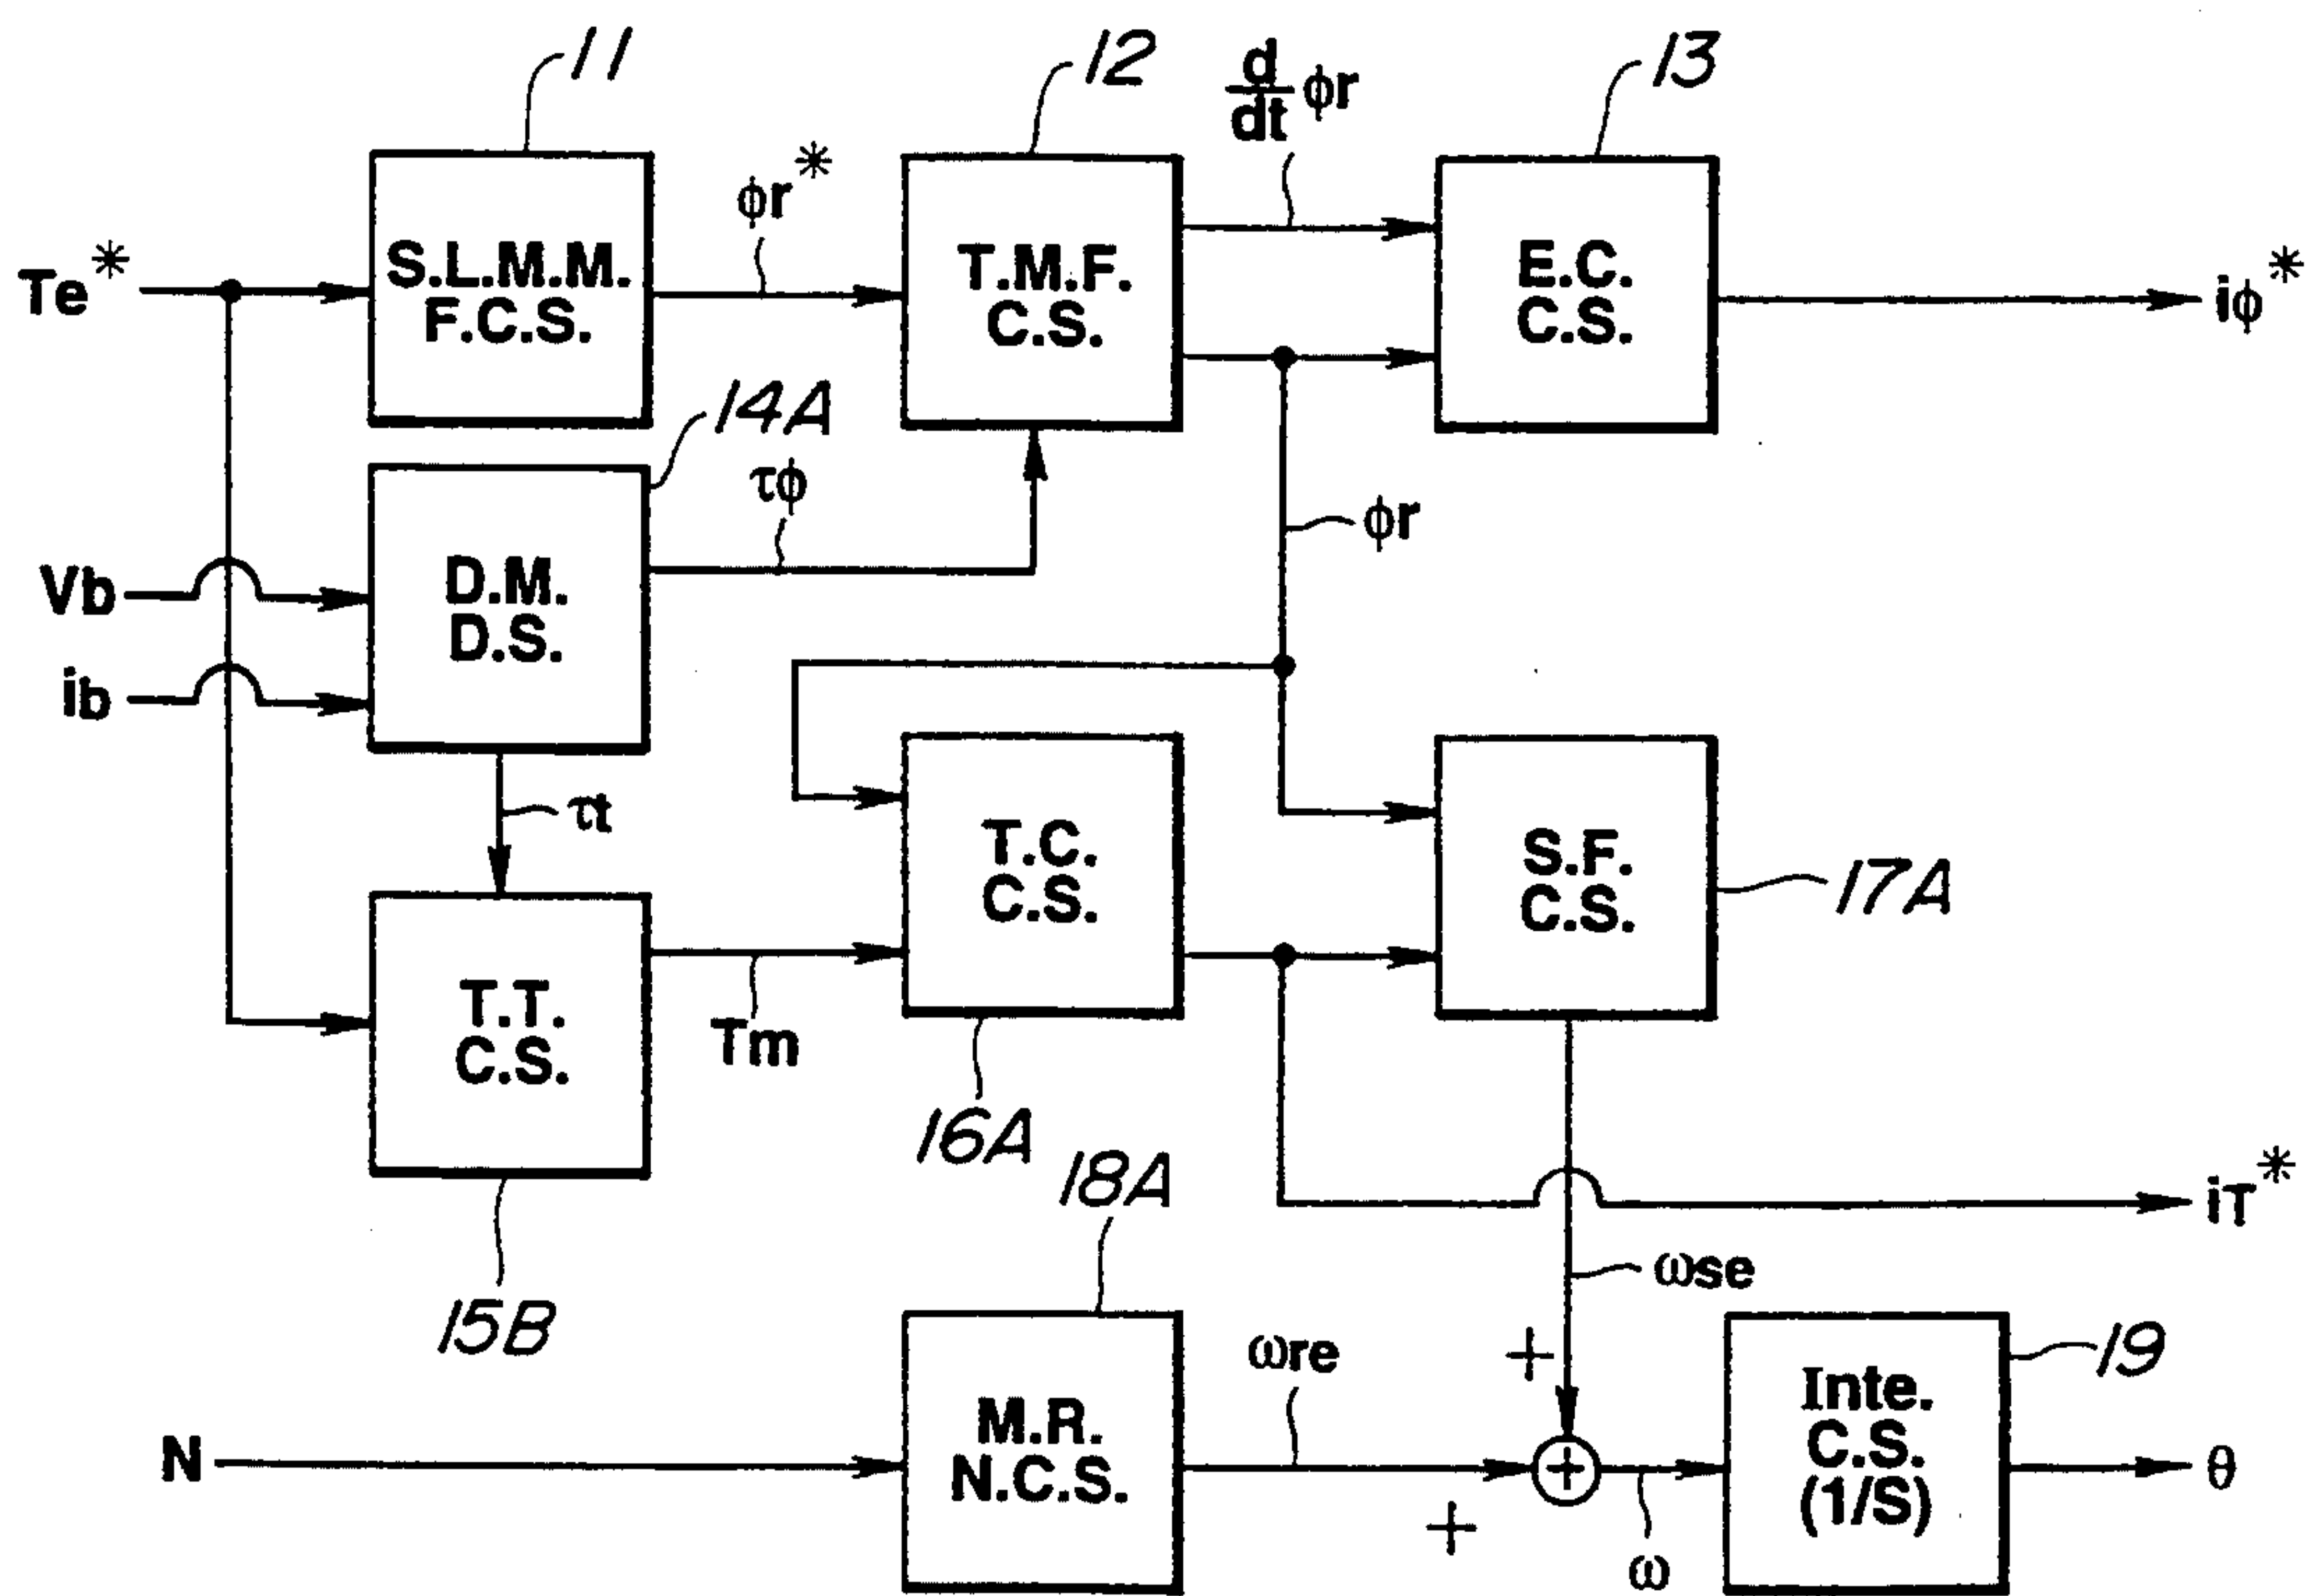 11
12
d/dt φr
13
φr*
Te*
S.L.M.M.
F.C.S.
T.M.F.
C.S.
E.C.
C.S.
iφ*
14A
τφ
φr
Vb
ib
D.M.
D.S.
τt
T.C.
C.S.
S.F.
C.S.
17A
T.T.
C.S.
Tm
16A
18A
iT*
15B
ωse
ωre
+
19
N
M.R.
N.C.S.
+
+
ω
Inte.
C.S.
(1/S)
θ